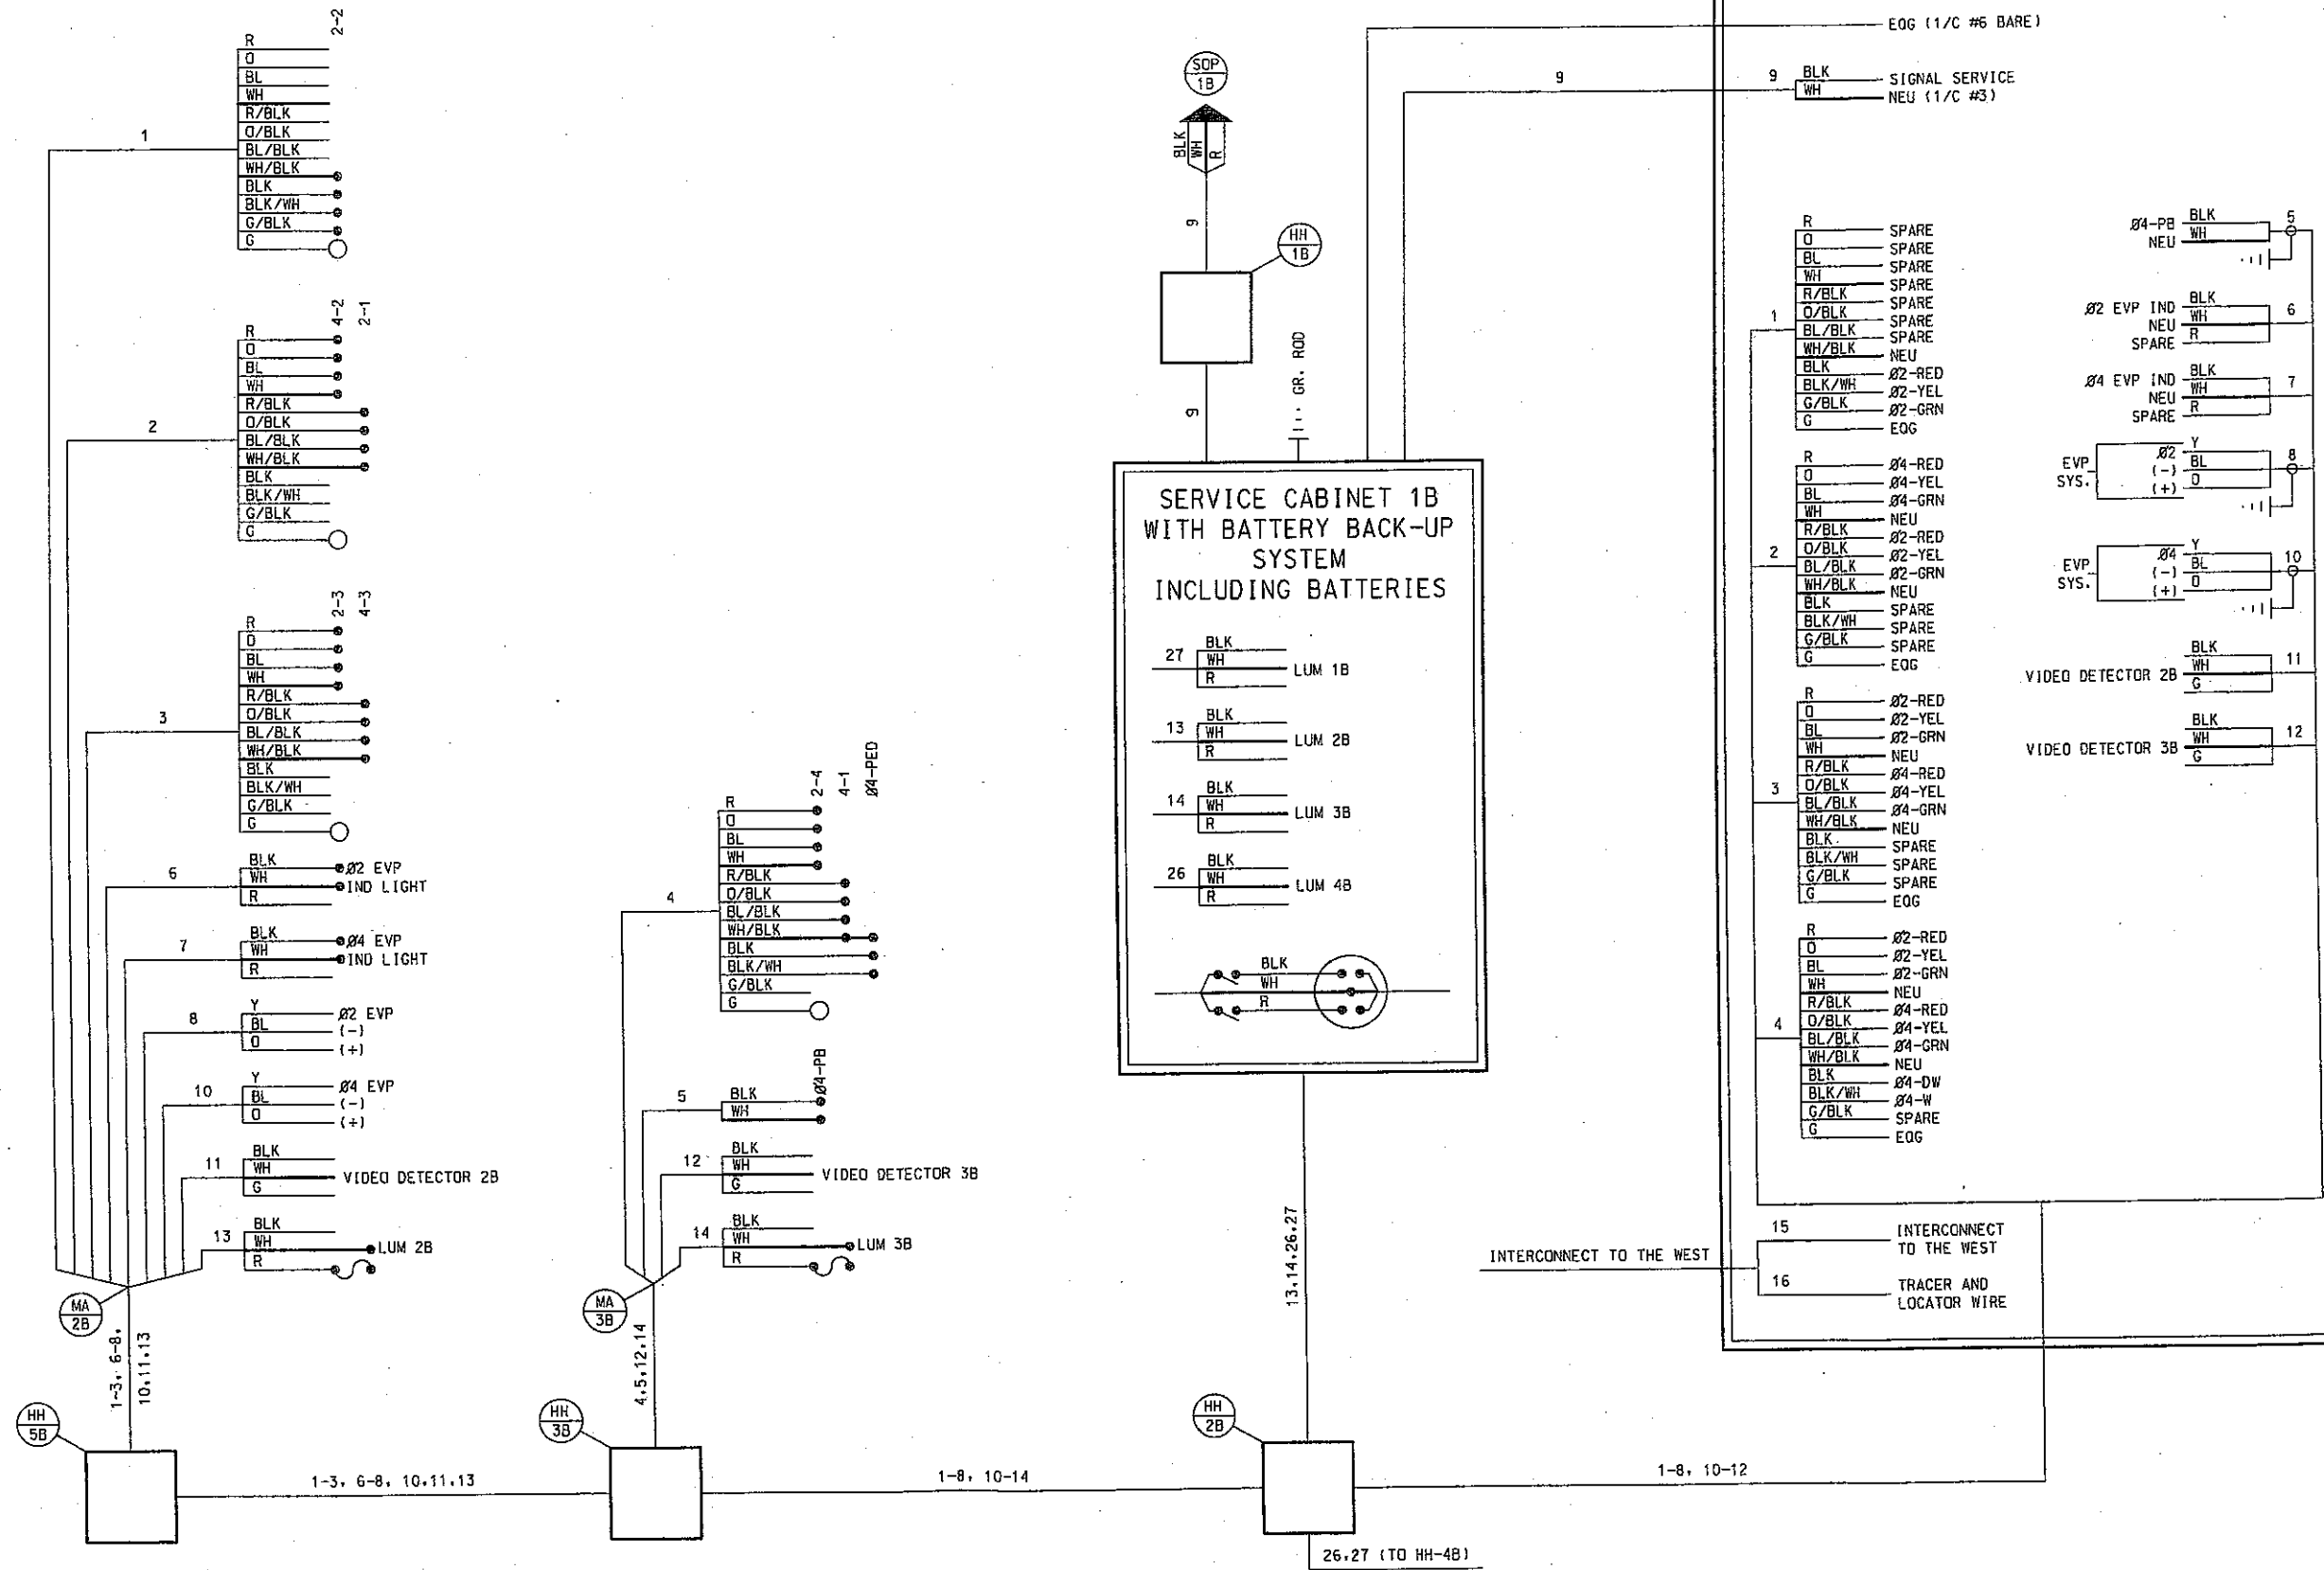 2-2
R
O
BL
WH
R/BLK
O/BLK
BL/BLK
WH/BLK
BLK
BLK/WH
G/BLK
G
1
4-2
2-1
R
O
BL
WH
R/BLK
O/BLK
BL/BLK
WH/BLK
BLK
BLK/WH
G/BLK
G
2
2-3
4-3
R
O
BL
WH
R/BLK
O/BLK
BL/BLK
WH/BLK
BLK
BLK/WH
G/BLK
G
3
6
BLK Ø2 EVP
WH IND LIGHT
R
7
BLK Ø4 EVP
WH IND LIGHT
R
8
Y Ø2 EVP
BL (-)
O (+)
10
Y Ø4 EVP
BL (-)
O (+)
11
BLK
WH VIDEO DETECTOR 2B
G
13
BLK
WH LUM 2B
R
MA
2B
1-3, 6-8,
10,11,13
HH
5B
1-3, 6-8, 10,11,13
2-4
4-1
Ø4-PED
R
O
BL
WH
R/BLK
O/BLK
BL/BLK
WH/BLK
BLK
BLK/WH
G/BLK
G
4
Ø4-PB
5
BLK
WH
12
BLK
WH VIDEO DETECTOR 3B
G
14
BLK
WH LUM 3B
R
MA
3B
4,5,12,14
HH
3B
1-8, 10-14
SOP
1B
BLK
WH
R
9
HH
1B
9
GR. ROD
SERVICE CABINET 1B
WITH BATTERY BACK-UP
SYSTEM
INCLUDING BATTERIES
27
BLK
WH LUM 1B
R
13
BLK
WH LUM 2B
R
14
BLK
WH LUM 3B
R
26
BLK
WH LUM 4B
R
BLK
WH
R
13,14,26,27
HH
2B
26,27 (TO HH-4B)
1-8, 10-12
EQG (1/C #6 BARE)
9
9
BLK SIGNAL SERVICE
WH NEU (1/C #3)
1
R SPARE
O SPARE
BL SPARE
WH SPARE
R/BLK SPARE
O/BLK SPARE
BL/BLK SPARE
WH/BLK NEU
BLK Ø2-RED
BLK/WH Ø2-YEL
G/BLK Ø2-GRN
G EQG
2
R Ø4-RED
O Ø4-YEL
BL Ø4-GRN
WH NEU
R/BLK Ø2-RED
O/BLK Ø2-YEL
BL/BLK Ø2-GRN
WH/BLK NEU
BLK SPARE
BLK/WH SPARE
G/BLK SPARE
G EQG
3
R Ø2-RED
O Ø2-YEL
BL Ø2-GRN
WH NEU
R/BLK Ø4-RED
O/BLK Ø4-YEL
BL/BLK Ø4-GRN
WH/BLK NEU
BLK SPARE
BLK/WH SPARE
G/BLK SPARE
G EQG
4
R Ø2-RED
O Ø2-YEL
BL Ø2-GRN
WH NEU
R/BLK Ø4-RED
O/BLK Ø4-YEL
BL/BLK Ø4-GRN
WH/BLK NEU
BLK Ø4-DW
BLK/WH Ø4-W
G/BLK SPARE
G EQG
Ø4-PB BLK 5
NEU WH
Ø2 EVP IND BLK
NEU WH 6
SPARE R
Ø4 EVP IND BLK
NEU WH 7
SPARE R
EVP
SYS.
Ø2 Y
(-) BL 8
(+) O
EVP
SYS.
Ø4 Y
(-) BL 10
(+) O
BLK
VIDEO DETECTOR 2B WH 11
G
BLK
VIDEO DETECTOR 3B WH 12
G
INTERCONNECT TO THE WEST
15
INTERCONNECT
TO THE WEST
16
TRACER AND
LOCATOR WIRE